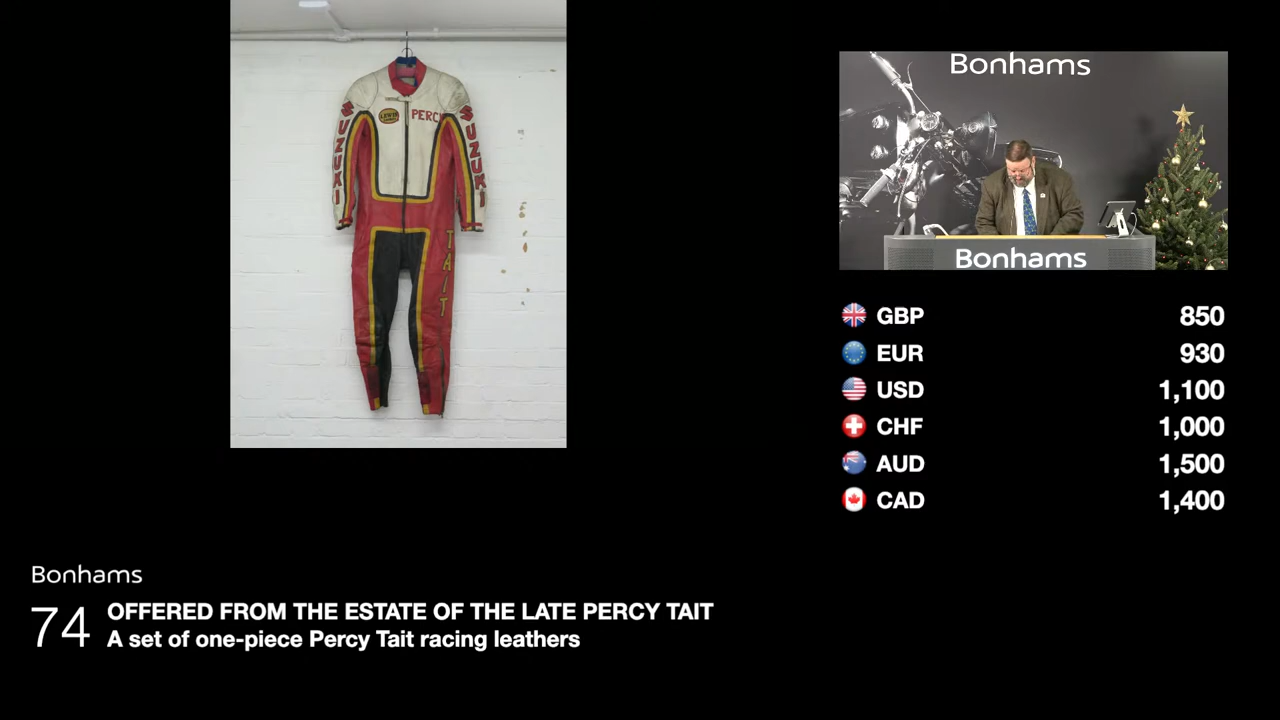 SUZUKI
LEWIS
PERCY
SUZUKI
TAIT
Bonhams
Bonhams
GBP 850
EUR 930
USD 1,100
CHF 1,000
AUD 1,500
CAD 1,400
Bonhams
74
OFFERED FROM THE ESTATE OF THE LATE PERCY TAIT
A set of one-piece Percy Tait racing leathers